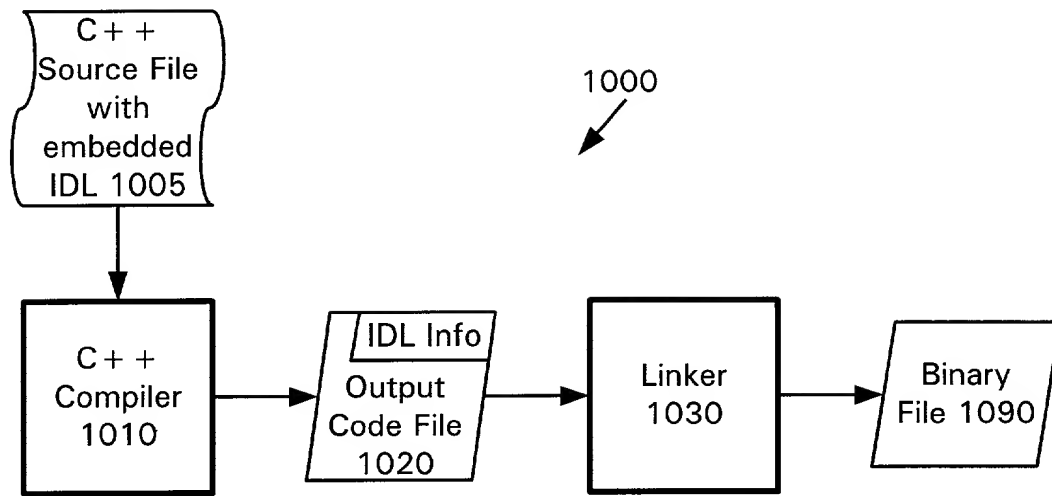 C++
Source File
with
embedded
IDL 1005
1000
C++
Compiler
1010
IDL Info
Output
Code File
1020
Linker
1030
Binary
File 1090